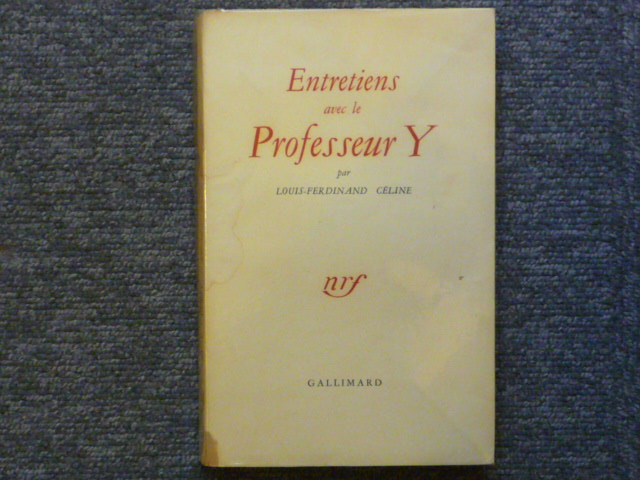 Entretiens
avec le
Professeur Y
par
LOUIS-FERDINAND CÉLINE
nrf
GALLIMARD